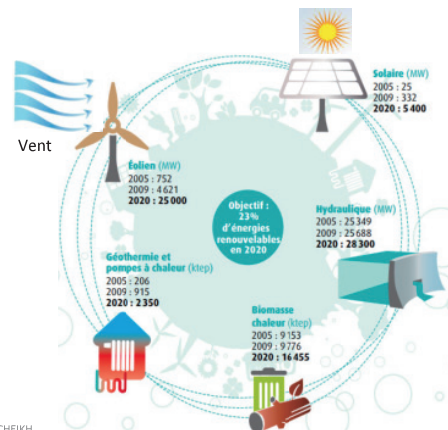 Solaire (MW)
2005 : 25
2009 : 332
2020 : 5 400
Vent
Éolien (MW)
2005 : 752
2009 : 4 621
2020 : 25 000
Objectif :
23%
d'énergies
renouvelables
en 2020
Hydraulique (MW)
2005 : 25 349
2009 : 25 688
2020 : 28 300
Géothermie et
pompes à chaleur (ktep)
2005 : 206
2009 : 915
2020 : 2 350
Biomasse
chaleur (ktep)
2005 : 9 153
2009 : 9 776
2020 : 16 455
CHEIKH